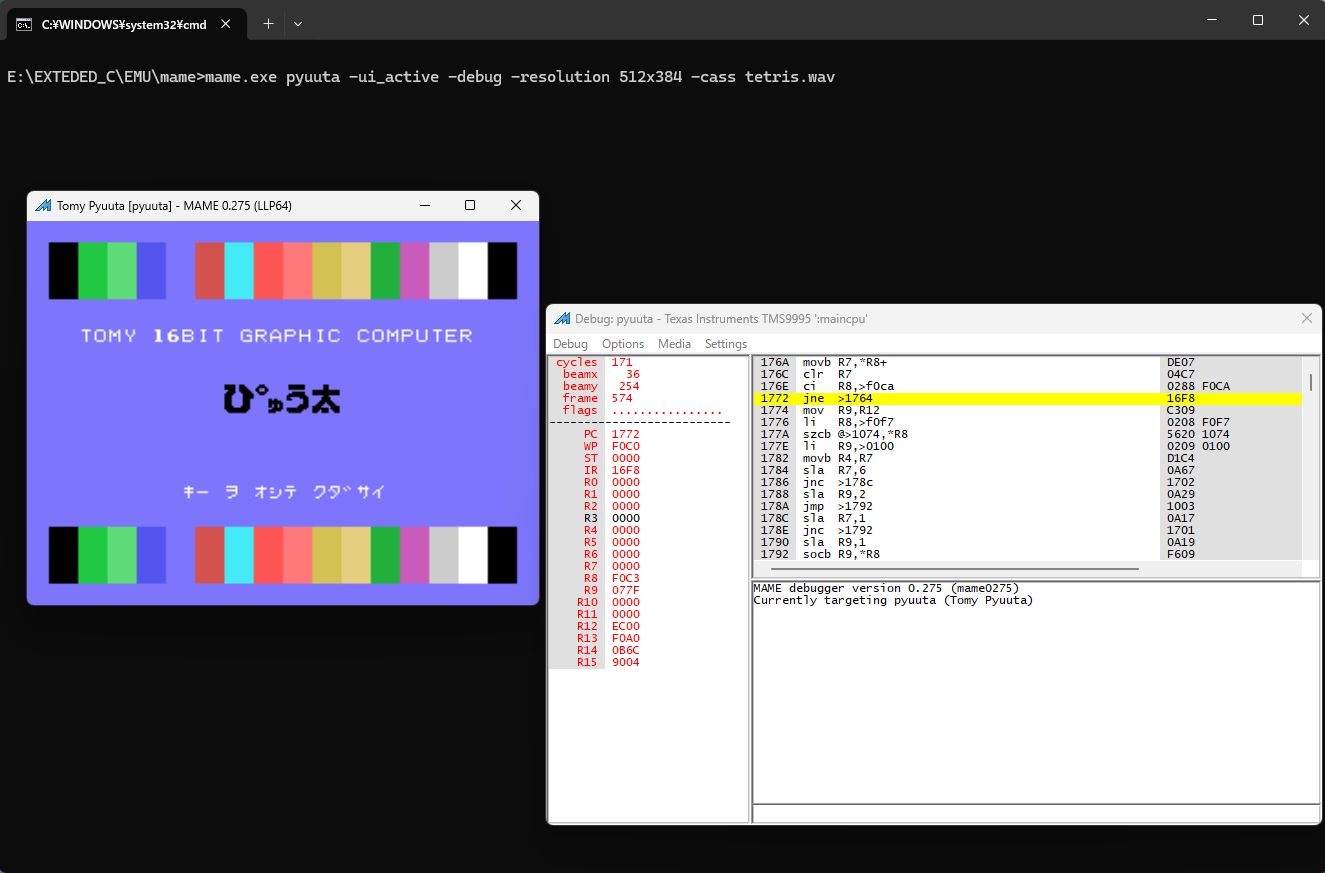 C:¥WINDOWS¥system32¥cmd
E:\EXTEDED_C\EMU\mame>mame.exe pyuuta -ui_active -debug -resolution 512x384 -cass tetris.wav
Tomy Pyuuta [pyuuta] - MAME 0.275 (LLP64)
TOMY 16BIT GRAPHIC COMPUTER
ぴゅう太
キー ヲ オシテ クダサイ
Debug: pyuuta - Texas Instruments TMS9995 ':maincpu'
Debug Options Media Settings
cycles 171
beamx 36
beamy 254
frame 574
flags ................
-------------------------
PC 1772
WP F0C0
ST 0000
IR 16F8
R0 0000
R1 0000
R2 0000
R3 0000
R4 0000
R5 0000
R6 0000
R7 0000
R8 F0C3
R9 077F
R10 0000
R11 0000
R12 EC00
R13 F0A0
R14 0B6C
R15 9004
176A movb R7,*R8+ DE07
176C clr R7 04C7
176E ci R8,>f0ca 0288 F0CA
1772 jne >1764 16F8
1774 mov R9,R12 C309
1776 li R8,>f0f7 0208 F0F7
177A szcb @>1074,*R8 5620 1074
177E li R9,>0100 0209 0100
1782 movb R4,R7 D1C4
1784 sla R7,6 0A67
1786 jnc >178c 1702
1788 sla R9,2 0A29
178A jmp >1792 1003
178C sla R7,1 0A17
178E jnc >1792 1701
1790 sla R9,1 0A19
1792 socb R9,*R8 F609
MAME debugger version 0.275 (mame0275)
Currently targeting pyuuta (Tomy Pyuuta)